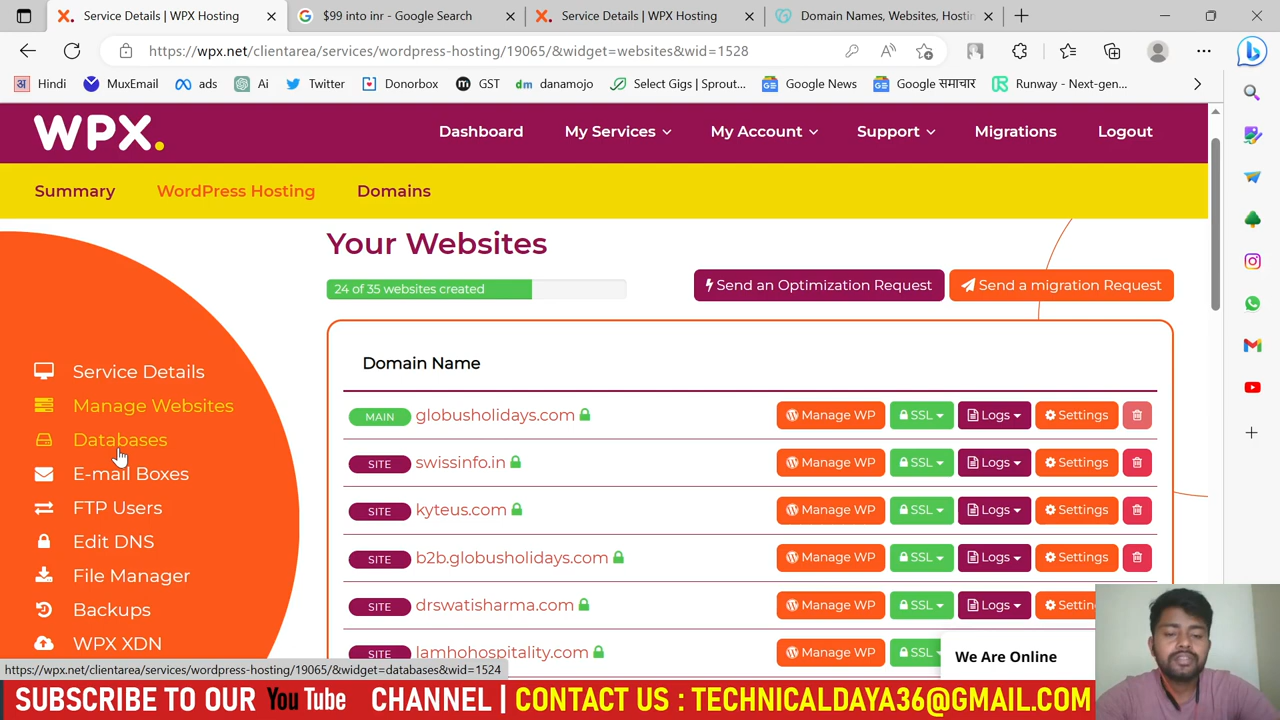 Service Details | WPX Hosting
$99 into inr - Google Search
Service Details | WPX Hosting
Domain Names, Websites, Hostin
https://wpx.net/clientarea/services/wordpress-hosting/19065/&widget=websites&wid=1528
Hindi
MuxEmail
ads
Ai
Twitter
Donorbox
GST
dm danamojo
Select Gigs | Sprout...
Google News
Google समाचार
Runway - Next-gen...
WPX.
Dashboard
My Services
My Account
Support
Migrations
Logout
Summary
WordPress Hosting
Domains
Service Details
Manage Websites
Databases
E-mail Boxes
FTP Users
Edit DNS
File Manager
Backups
WPX XDN
Your Websites
24 of 35 websites created
Send an Optimization Request
Send a migration Request
Domain Name
MAIN globusholidays.com Manage WP SSL Logs Settings
SITE swissinfo.in Manage WP SSL Logs Settings
SITE kyteus.com Manage WP SSL Logs Settings
SITE b2b.globusholidays.com Manage WP SSL Logs Settings
SITE drswatisharma.com Manage WP SSL Logs Settin
SITE lamhohospitality.com Manage WP SSL
We Are Online
https://wpx.net/clientarea/services/wordpress-hosting/19065/&widget=databases&wid=1524
SUBSCRIBE TO OUR YouTube CHANNEL | CONTACT US : TECHNICALDAYA36@GMAIL.COM